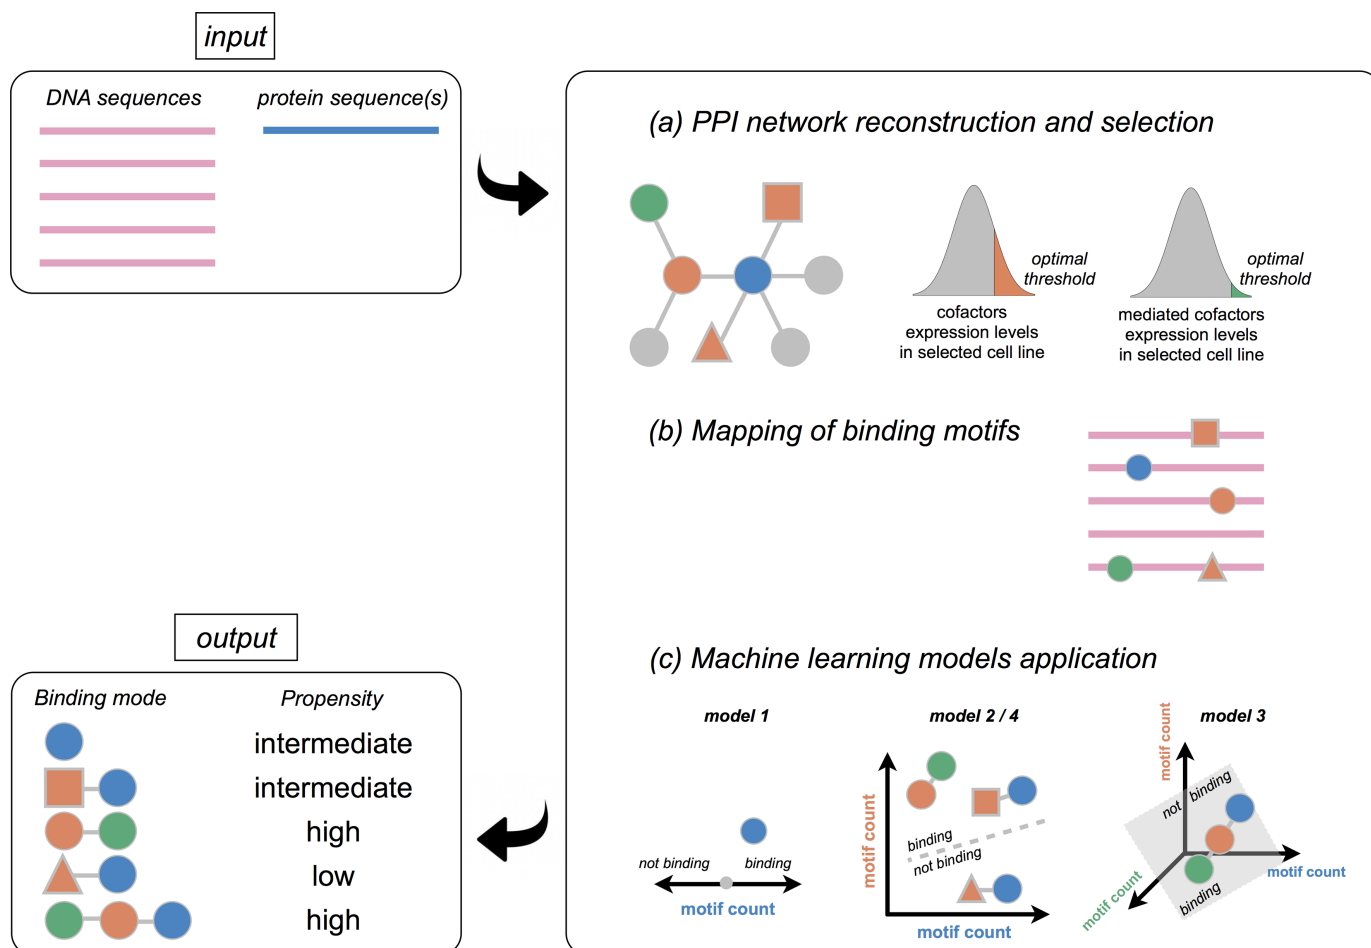 input
DNA sequences
protein sequence(s)
(a) PPI network reconstruction and selection
optimal
threshold
cofactors
expression levels
in selected cell line
optimal
threshold
mediated cofactors
expression levels
in selected cell line
(b) Mapping of binding motifs
(c) Machine learning models application
model 1
not binding
binding
motif count
model 2 / 4
motif count
binding
not binding
motif count
model 3
motif count
not binding
motif count
motif count
binding
output
Binding mode
Propensity
intermediate
intermediate
high
low
high